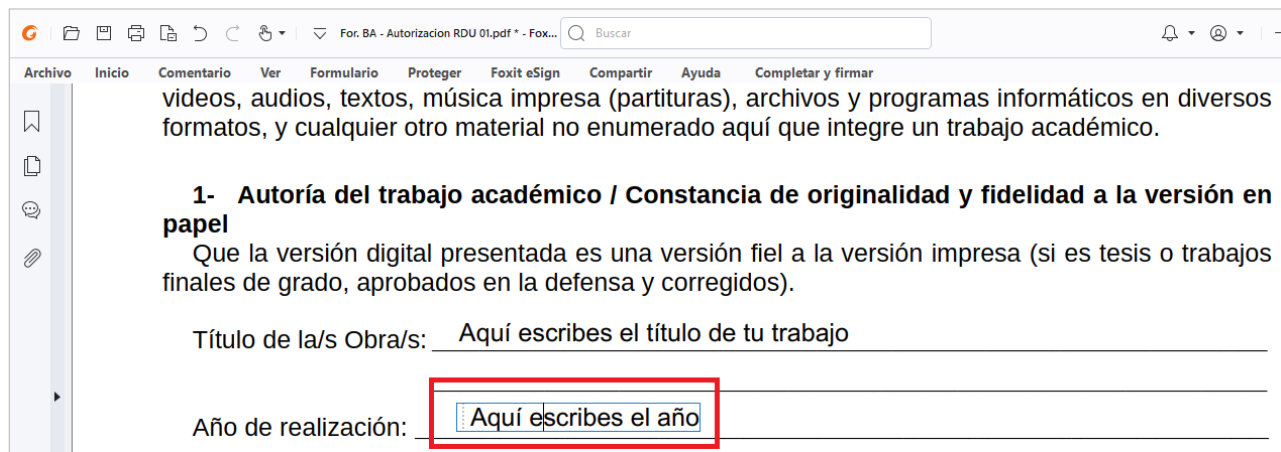 For. BA - Autorizacion RDU 01.pdf * - Fox... Buscar
Archivo Inicio Comentario Ver Formulario Proteger Foxit eSign Compartir Ayuda Completar y firmar
videos, audios, textos, música impresa (partituras), archivos y programas informáticos en diversos
formatos, y cualquier otro material no enumerado aquí que integre un trabajo académico.
1- Autoría del trabajo académico / Constancia de originalidad y fidelidad a la versión en
papel
Que la versión digital presentada es una versión fiel a la versión impresa (si es tesis o trabajos
finales de grado, aprobados en la defensa y corregidos).
Título de la/s Obra/s: Aquí escribes el título de tu trabajo
Año de realización: Aquí escribes el año